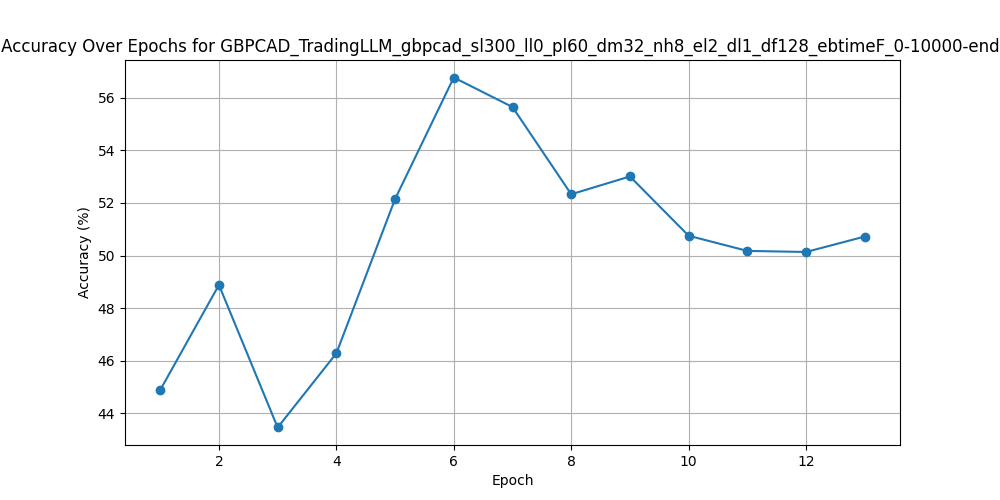 Accuracy Over Epochs for GBPCAD_TradingLLM_gbpcad_sl300_ll0_pl60_dm32_nh8_el2_dl1_df128_ebtimeF_0-10000-end
Accuracy (%)
56
54
52
50
48
46
44
2 4 6 8 10 12
Epoch